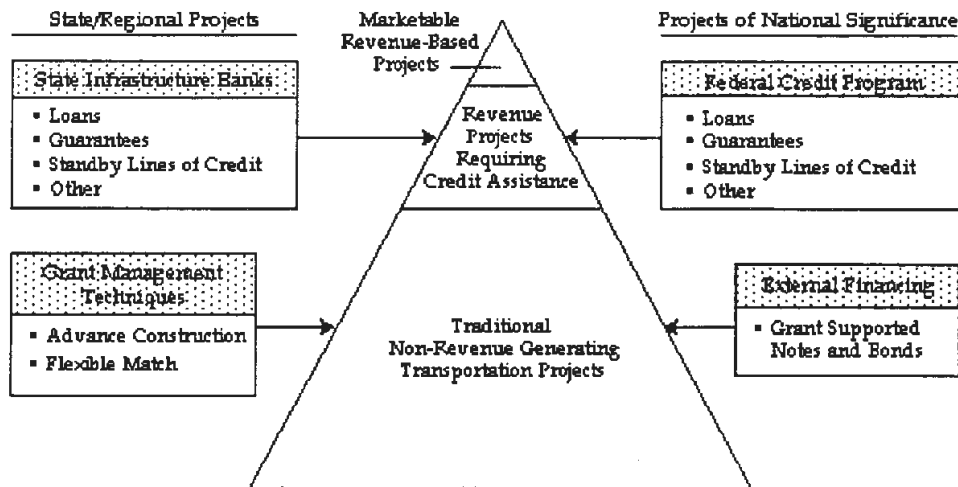 State/Regional Projects
Marketable
Revenue-Based
Projects
Projects of National Significance
State Infrastructure Banks
▪ Loans
▪ Guarantees
▪ Standby Lines of Credit
▪ Other
Revenue
Projects
Requiring
Credit Assistance
Federal Credit Program
▪ Loans
▪ Guarantees
▪ Standby Lines of Credit
▪ Other
Grant Management
Techniques
▪ Advance Construction
▪ Flexible Match
Traditional
Non-Revenue Generating
Transportation Projects
External Financing
▪ Grant Supported
Notes and Bonds